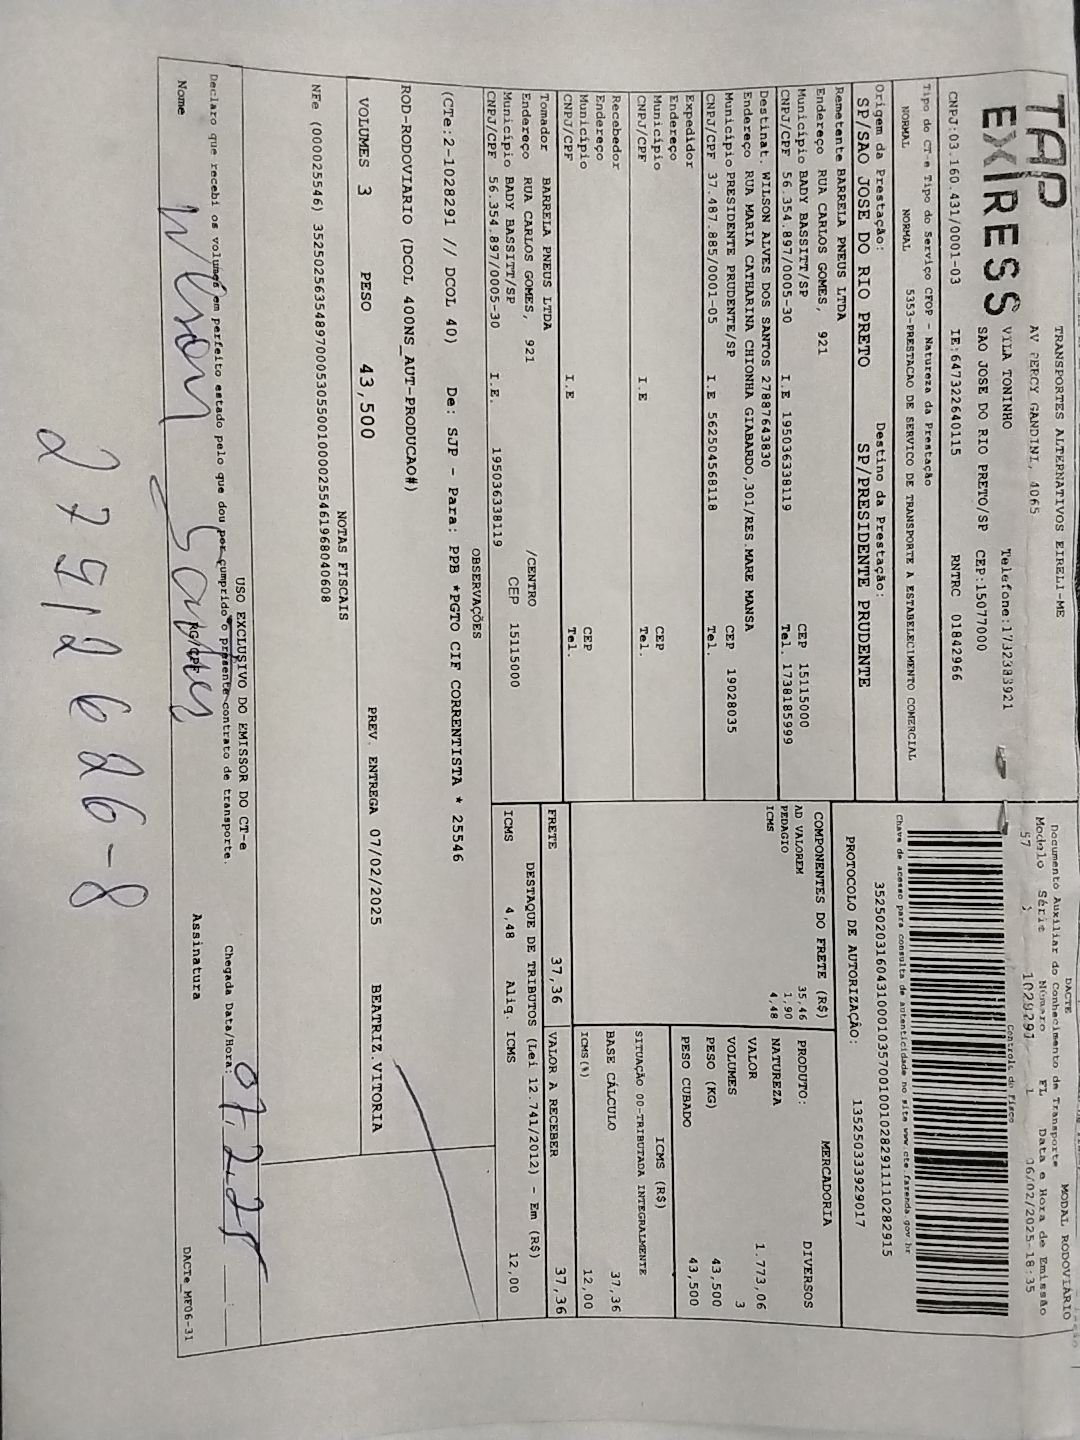 TAP
EXPRESS
TRANSPORTES ALTERNATIVOS EIRELI-ME
AV PERCY GANDINI, 4065
VILA TONINHO Telefone:1732383921
SAO JOSE DO RIO PRETO/SP CEP:15077000
CNPJ:03.160.431/0001-03 IE:647322640115 RNTRC 01842966
DACTE MODAL RODOVIÁRIO
Documento Auxiliar do Conhecimento de Transporte
Modelo Série Número FL Data e Hora de Emissão
57 1028291 1 06/02/2025-18:35
Controle do Fisco
Chave de acesso para consulta de autenticidade no site www.cte.fazenda.gov.br
35250203160431000103570010010282911110282915
PROTOCOLO DE AUTORIZAÇÃO: 135250333929017
Tipo do CT-e Tipo do Serviço CFOP - Natureza da Prestação
NORMAL NORMAL 5353-PRESTACAO DE SERVICO DE TRANSPORTE A ESTABELECIMENTO COMERCIAL
Origem da Prestação: Destino da Prestação:
SP/SAO JOSE DO RIO PRETO SP/PRESIDENTE PRUDENTE
Remetente BARRELA PNEUS LTDA
Endereço RUA CARLOS GOMES, 921
Município BADY BASSITT/SP CEP 15115000
CNPJ/CPF 56.354.897/0005-30 I.E 195036338119 Tel. 1738185999
Destinat. WILSON ALVES DOS SANTOS 27887643830
Endereço RUA MARIA CATHARINA CHIONHA GIABARDO,301/RES.MARE MANSA
Município PRESIDENTE PRUDENTE/SP CEP 19028035
CNPJ/CPF 37.487.885/0001-05 I.E 562504568118 Tel.
Expedidor
Endereço
Município CEP
CNPJ/CPF I.E Tel.
Recebedor
Endereço
Município CEP
CNPJ/CPF I.E Tel.
Tomador BARRELA PNEUS LTDA
Endereço RUA CARLOS GOMES, 921 /CENTRO
Município BADY BASSITT/SP CEP 15115000
CNPJ/CPF 56.354.897/0005-30 I.E. 195036338119
COMPONENTES DO FRETE (R$)
AD VALOREM 35,46
PEDAGIO 1,90
ICMS 4,48
MERCADORIA
PRODUTO: DIVERSOS
NATUREZA
VALOR 1.773,06
VOLUMES 3
PESO (KG) 43,500
PESO CUBADO 43,500
ICMS (R$)
SITUAÇÃO 00-TRIBUTADA INTEGRALMENTE
BASE CÁLCULO 37,36
ICMS(%) 12,00
FRETE 37,36 VALOR A RECEBER 37,36
DESTAQUE DE TRIBUTOS (Lei 12.741/2012) - Em (R$)
ICMS 4,48 Aliq. ICMS 12,00
OBSERVAÇÕES
(CTE:2-1028291 // DCOL 40) De: SJP - Para: PPB *PGTO CIF CORRENTISTA * 25546
ROD-RODOVIARIO (DCOL 400NS_AUT-PRODUCAO#)
VOLUMES 3 PESO 43,500 PREV. ENTREGA 07/02/2025 BEATRIZ.VITORIA
NOTAS FISCAIS
NFe (000025546) 35250256354897000530550010000255461968040608
USO EXCLUSIVO DO EMISSOR DO CT-e
Declaro que recebi os volumes em perfeito estado pelo que dou por cumprido o presente contrato de transporte. Chegada Data/Hora: 07.2.25
Nome Wilson RG/CPF Assinatura DACTe_MF06-31
27912626-8